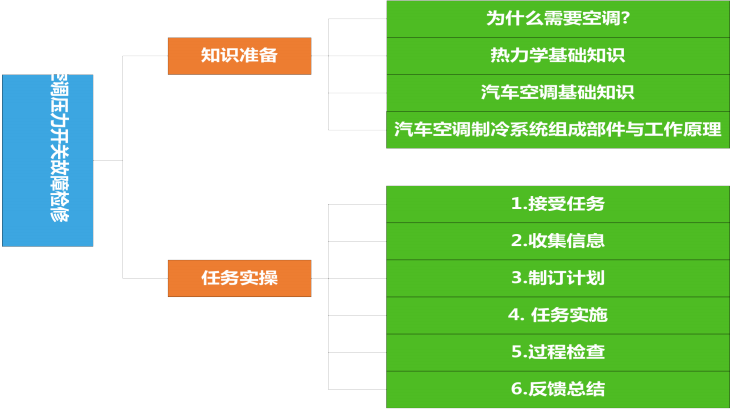 空调压力开关故障检修
知识准备
为什么需要空调?
热力学基础知识
汽车空调基础知识
汽车空调制冷系统组成部件与工作原理
任务实操
1.接受任务
2.收集信息
3.制订计划
4. 任务实施
5.过程检查
6.反馈总结